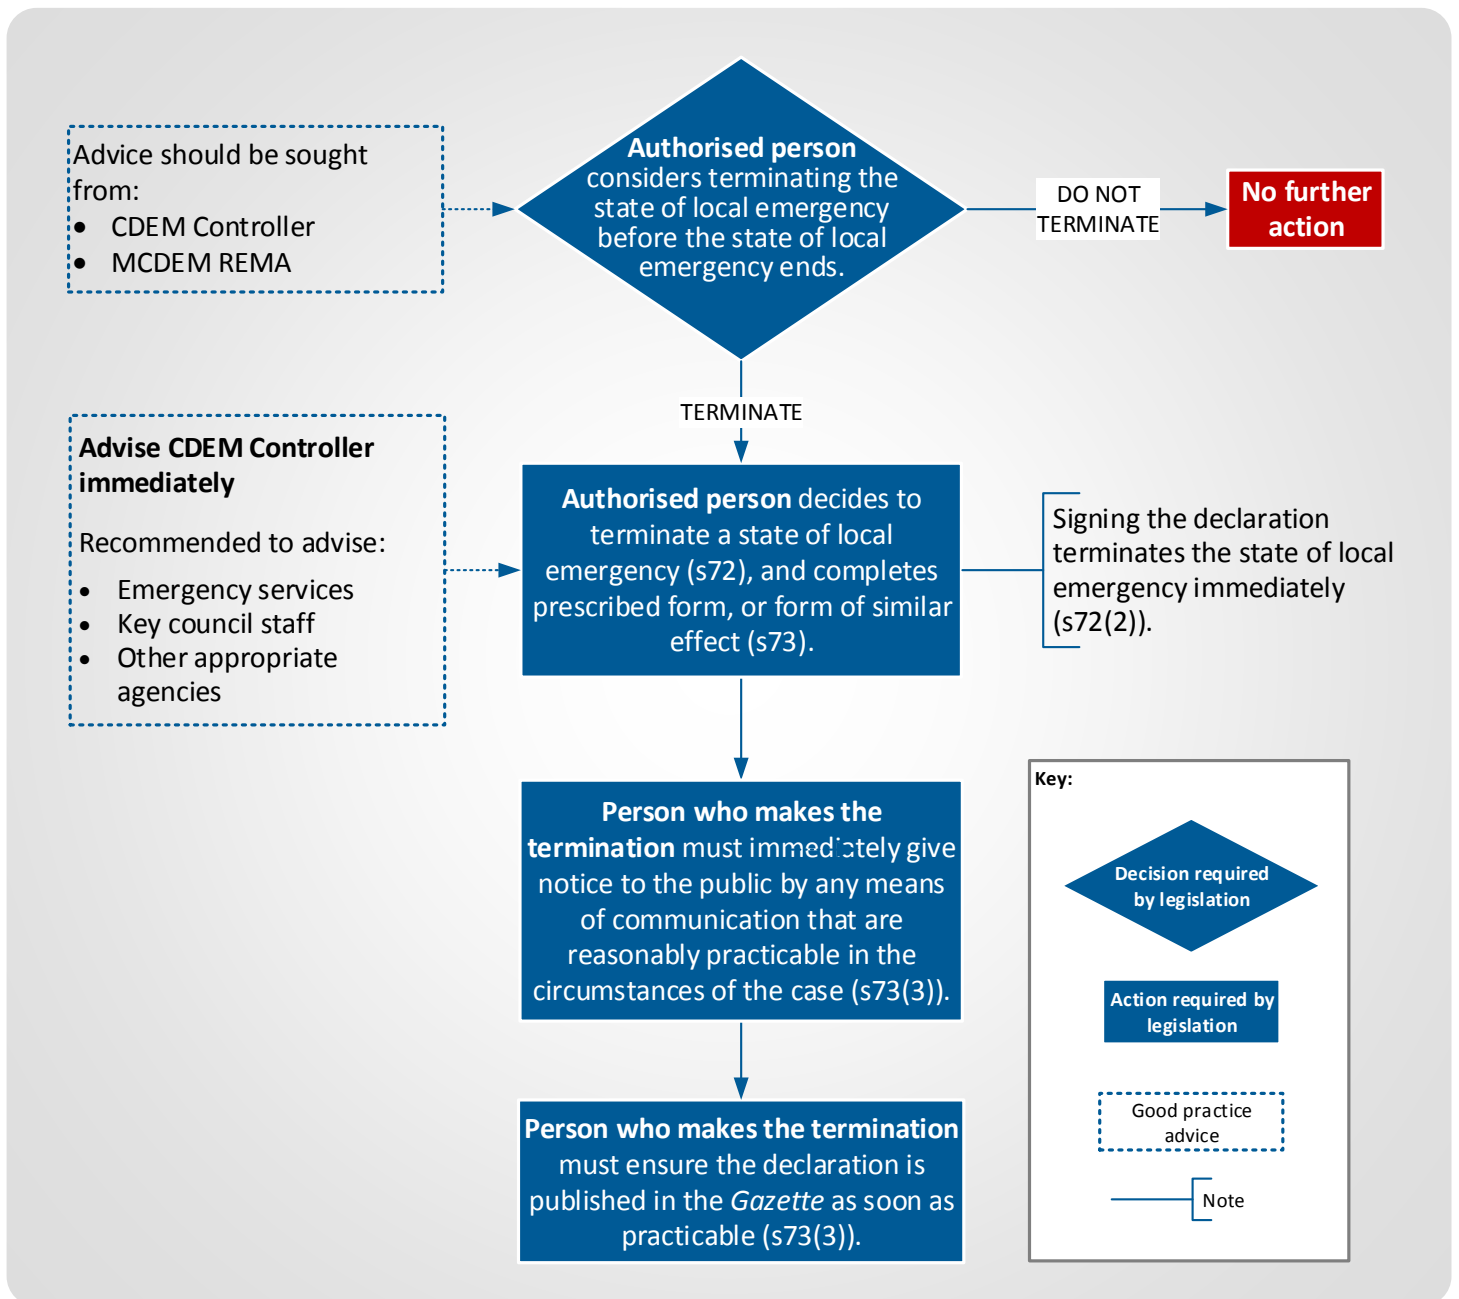 Advice should be sought
from:
• CDEM Controller
• MCDEM REMA
Authorised person
considers terminating the
state of local emergency
before the state of local
emergency ends.
DO NOT
TERMINATE
No further
action
TERMINATE
Advise CDEM Controller
immediately
Recommended to advise:
• Emergency services
• Key council staff
• Other appropriate
agencies
Authorised person decides to
terminate a state of local
emergency (s72), and completes
prescribed form, or form of similar
effect (s73).
Signing the declaration
terminates the state of local
emergency immediately
(s72(2)).
Person who makes the
termination must immediately give
notice to the public by any means
of communication that are
reasonably practicable in the
circumstances of the case (s73(3)).
Person who makes the termination
must ensure the declaration is
published in the Gazette as soon as
practicable (s73(3)).
Key:
Decision required
by legislation
Action required by
legislation
Good practice
advice
Note